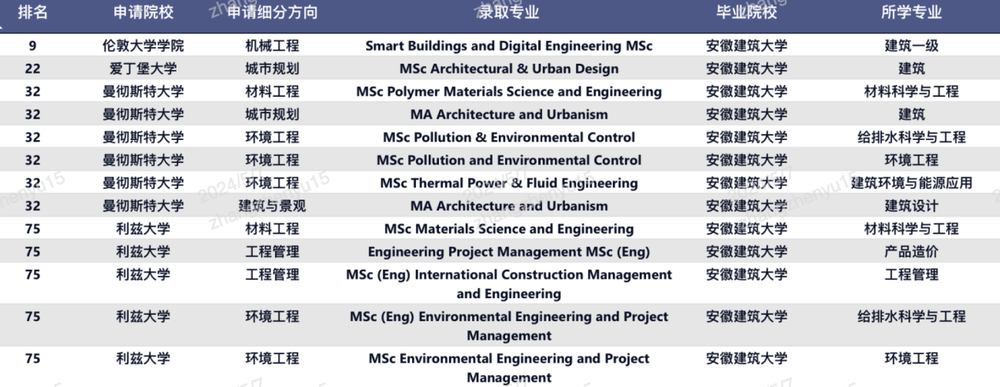 排名 申请院校 申请细分方向 录取专业 毕业院校 所学专业
9 伦敦大学学院 机械工程 Smart Buildings and Digital Engineering MSc 安徽建筑大学 建筑一级
22 爱丁堡大学 城市规划 MSc Architectural & Urban Design 安徽建筑大学 建筑
32 曼彻斯特大学 材料工程 MSc Polymer Materials Science and Engineering 安徽建筑大学 材料科学与工程
32 曼彻斯特大学 城市规划 MA Architecture and Urbanism 安徽建筑大学 建筑
32 曼彻斯特大学 环境工程 MSc Pollution & Environmental Control 安徽建筑大学 给排水科学与工程
32 曼彻斯特大学 环境工程 MSc Pollution and Environmental Control 安徽建筑大学 环境工程
32 曼彻斯特大学 环境工程 MSc Thermal Power & Fluid Engineering 安徽建筑大学 建筑环境与能源应用
32 曼彻斯特大学 建筑与景观 MA Architecture and Urbanism 安徽建筑大学 建筑设计
75 利兹大学 材料工程 MSc Materials Science and Engineering 安徽建筑大学 材料科学与工程
75 利兹大学 工程管理 Engineering Project Management MSc (Eng) 安徽建筑大学 产品造价
75 利兹大学 工程管理 MSc (Eng) International Construction Management 安徽建筑大学 工程管理
and Engineering
75 利兹大学 环境工程 MSc (Eng) Environmental Engineering and Project 安徽建筑大学 给排水科学与工程
Management
75 利兹大学 环境工程 MSc Environmental Engineering and Project 安徽建筑大学 环境工程
Management
2024/5/7
zhangzhenyu15